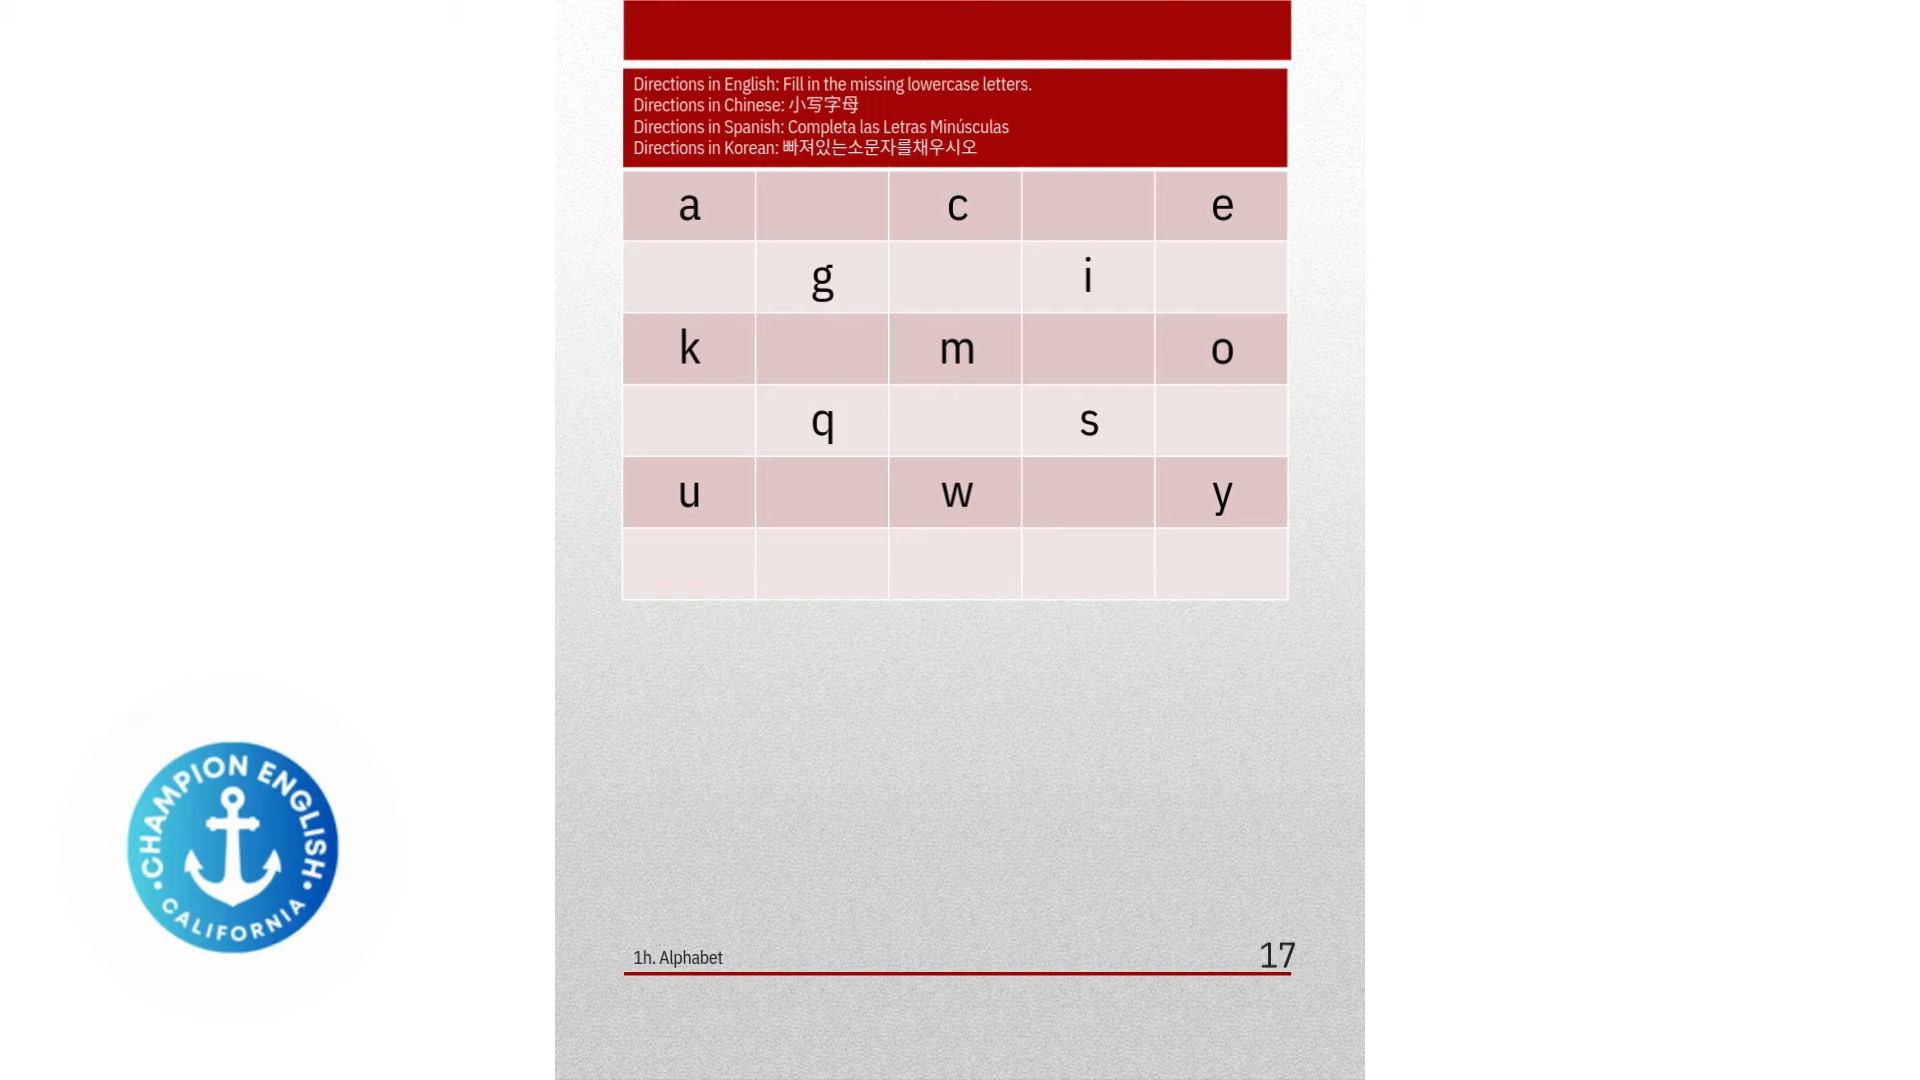 Directions in English: Fill in the missing lowercase letters.
Directions in Chinese: 小写字母
Directions in Spanish: Completa las Letras Minúsculas
Directions in Korean: 빠져있는소문자를채우시오
a c e
g i
k m o
q s
u w y
CHAMPION ENGLISH
CALIFORNIA
1h. Alphabet 17